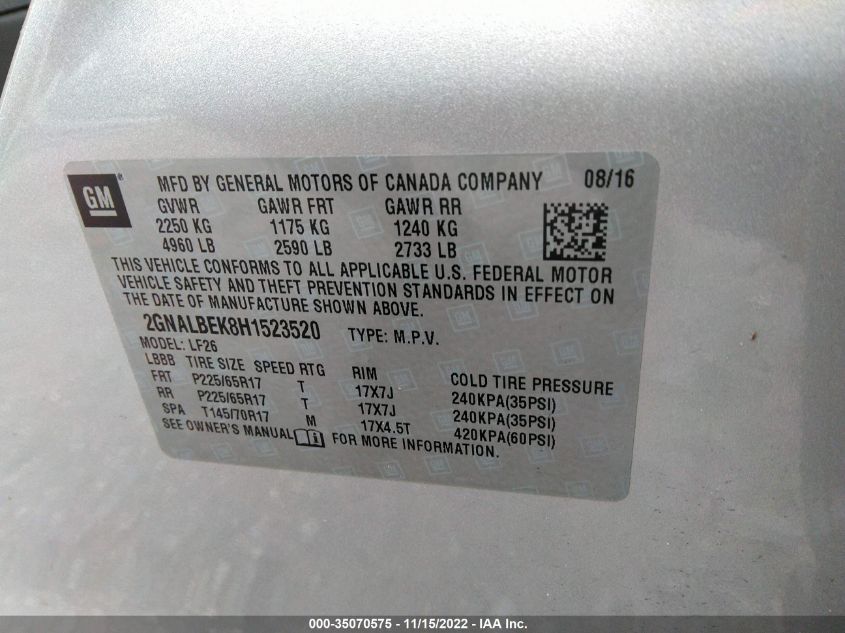 GM ® MFD BY GENERAL MOTORS OF CANADA COMPANY 08/16
GVWR GAWR FRT GAWR RR
2250 KG 1175 KG 1240 KG
4960 LB 2590 LB 2733 LB
THIS VEHICLE CONFORMS TO ALL APPLICABLE U.S. FEDERAL MOTOR
VEHICLE SAFETY AND THEFT PREVENTION STANDARDS IN EFFECT ON
THE DATE OF MANUFACTURE SHOWN ABOVE.
2GNALBEK8H1523520 TYPE: M.P.V.
MODEL: LF26
LBBB TIRE SIZE SPEED RTG RIM COLD TIRE PRESSURE
FRT P225/65R17 T 17X7J 240KPA(35PSI)
RR P225/65R17 T 17X7J 240KPA(35PSI)
SPA T145/70R17 M 17X4.5T 420KPA(60PSI)
SEE OWNER'S MANUAL FOR MORE INFORMATION.
000-35070575 - 11/15/2022 - IAA Inc.